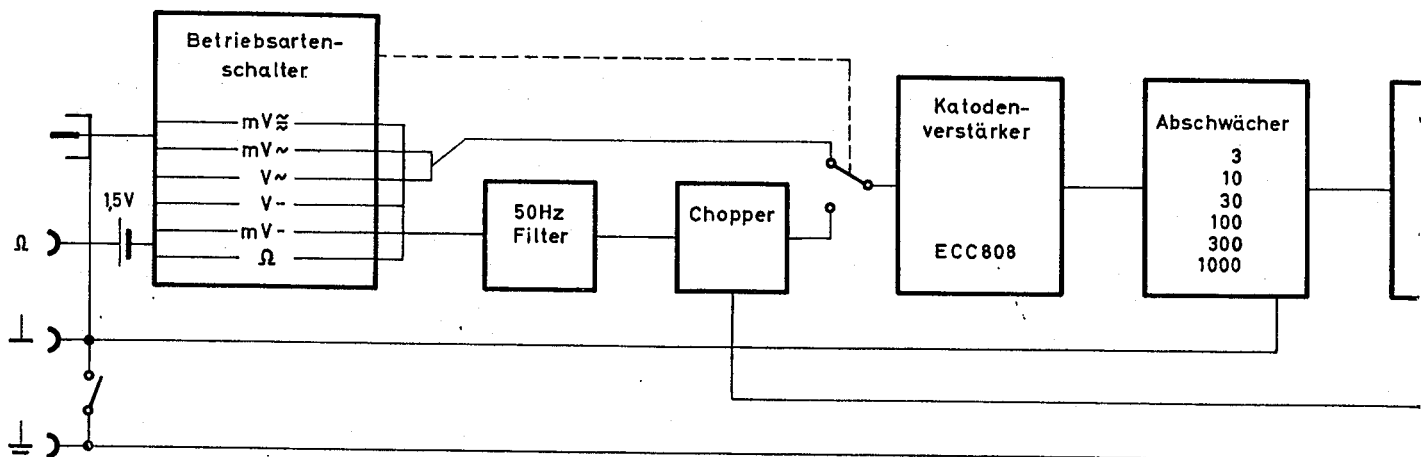 Betriebsarten-
schalter
mV≂
mV~
V~
V-
mV-
Ω
1,5V
Ω
50Hz
Filter
Chopper
Katoden-
verstärker
ECC808
Abschwächer
3
10
30
100
300
1000